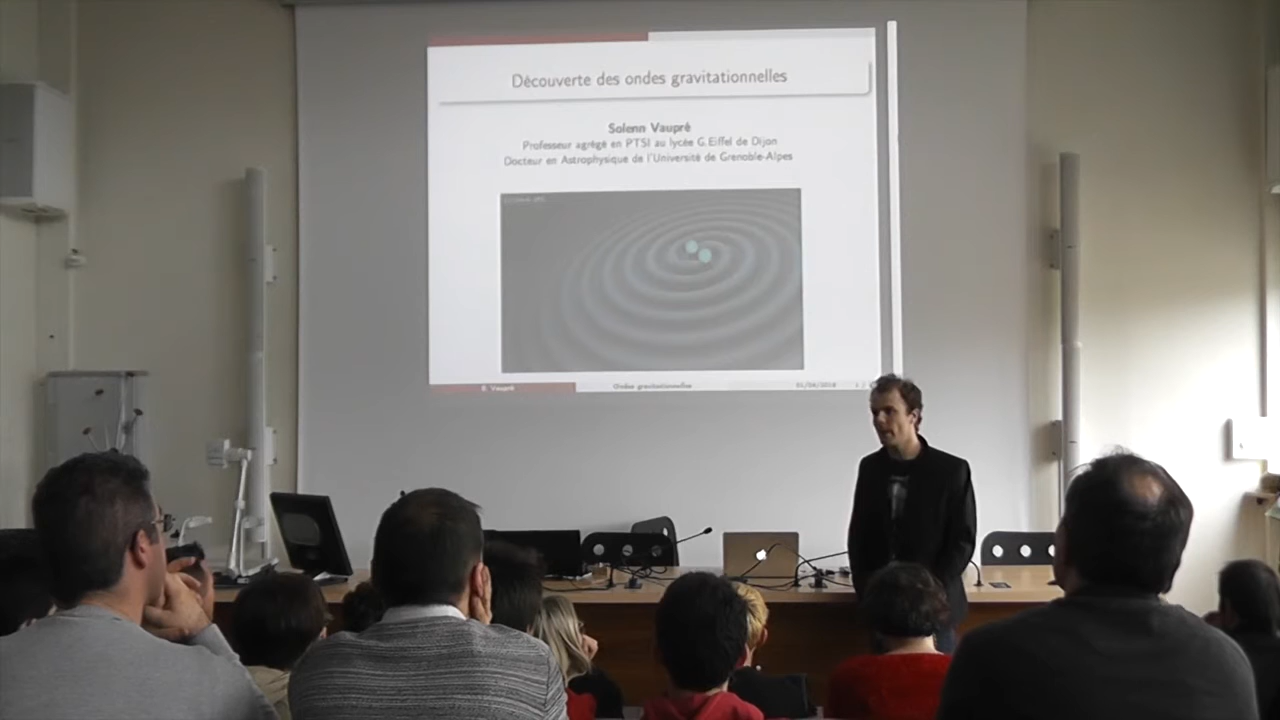 Découverte des ondes gravitationnelles
Solenn Vaupré
Professeur agrégé en PTSI au lycée G.Eiffel de Dijon
Docteur en Astrophysique de l'Université de Grenoble-Alpes
S. Vaupré
Ondes gravitationnelles